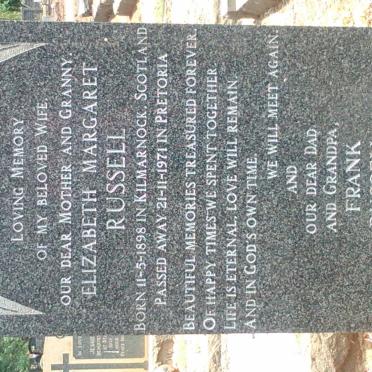 LOVING MEMORY
OF MY BELOVED WIFE,
OUR DEAR MOTHER AND GRANNY,
ELIZABETH MARGARET
RUSSELL
BORN 11-5-1898 IN KILMARNOCK, SCOTLAND
PASSED AWAY 21-11-1971 IN PRETORIA
BEAUTIFUL MEMORIES TREASURED FOREVER,
OF HAPPY TIMES WE SPENT TOGETHER
LIFE IS ETERNAL, LOVE WILL REMAIN,
AND IN GOD'S OWN TIME,
WE WILL MEET AGAIN.
AND
OUR DEAR DAD
AND GRANDPA,
FRANK